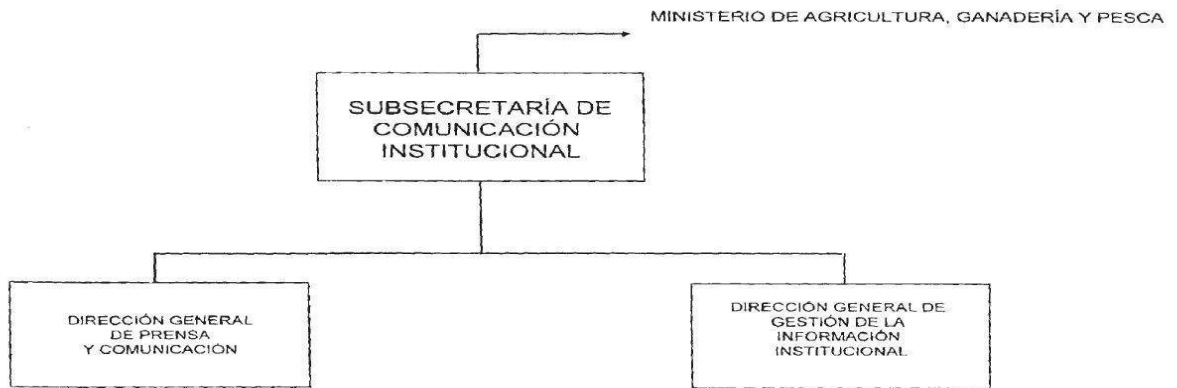 MINISTERIO DE AGRICULTURA, GANADERÍA Y PESCA
SUBSECRETARÍA DE
COMUNICACIÓN
INSTITUCIONAL
DIRECCIÓN GENERAL
DE PRENSA
Y COMUNICACIÓN
DIRECCIÓN GENERAL DE
GESTIÓN DE LA
INFORMACIÓN
INSTITUCIONAL